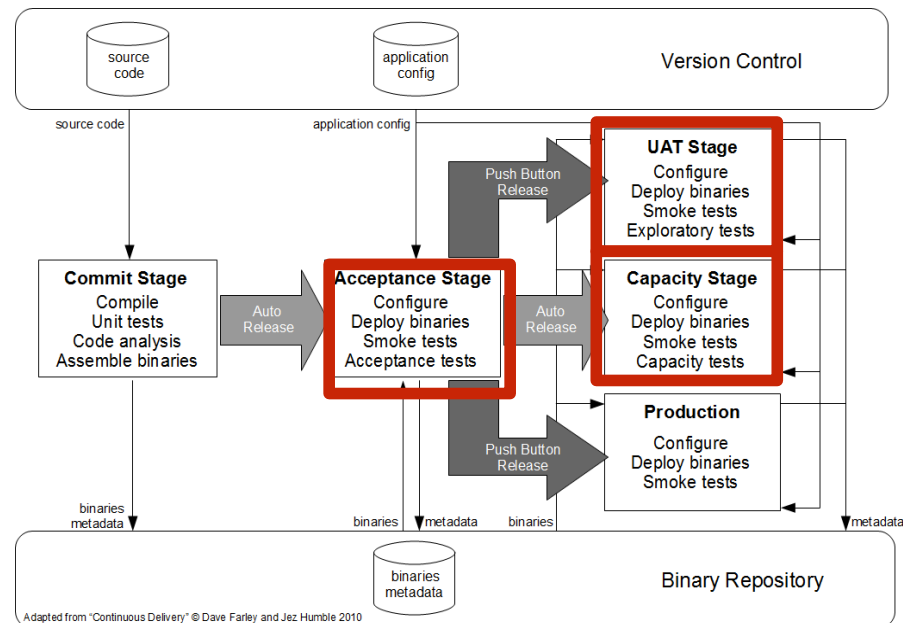 source
code
application
config
Version Control
source code
application config
UAT Stage
Configure
Deploy binaries
Smoke tests
Exploratory tests
Push Button
Release
Commit Stage
Compile
Unit tests
Code analysis
Assemble binaries
Auto
Release
Acceptance Stage
Configure
Deploy binaries
Smoke tests
Acceptance tests
Auto
Release
Capacity Stage
Configure
Deploy binaries
Smoke tests
Capacity tests
Push Button
Release
Production
Configure
Deploy binaries
Smoke tests
binaries
metadata
binaries
metadata
binaries
metadata
binaries
metadata
Binary Repository
Adapted from “Continuous Delivery” © Dave Farley and Jez Humble 2010